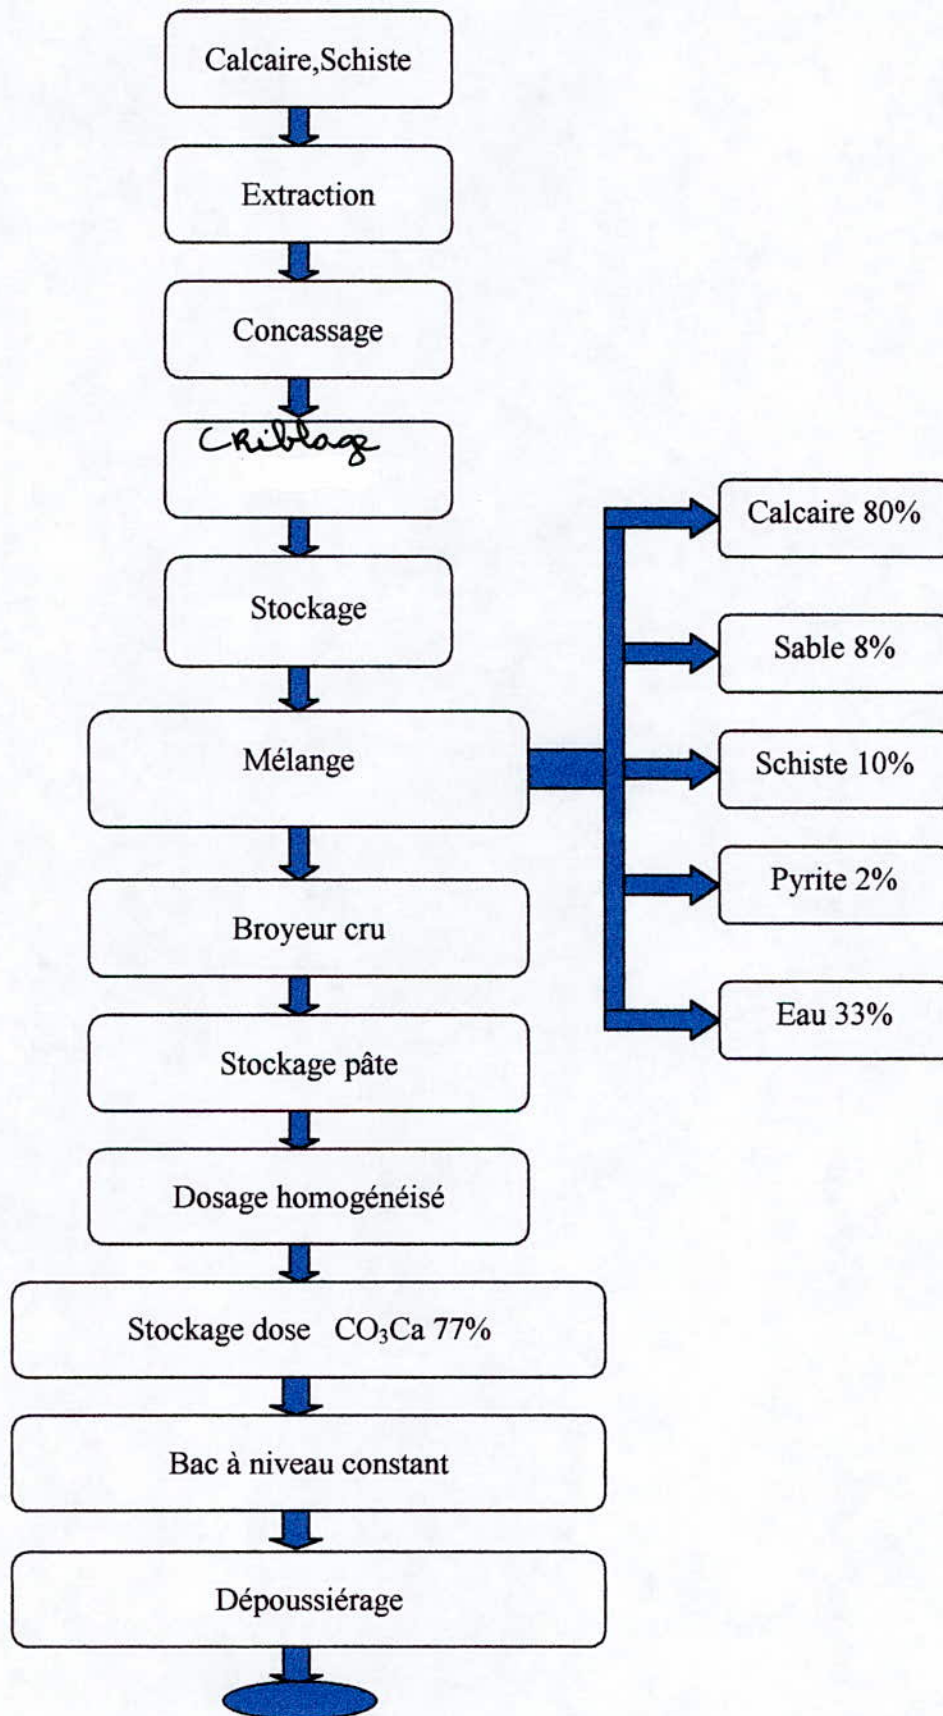 Calcaire,Schiste
Extraction
Concassage
CRiblage
Stockage
Mélange
Calcaire 80%
Sable 8%
Schiste 10%
Pyrite 2%
Eau 33%
Broyeur cru
Stockage pâte
Dosage homogénéisé
Stockage dose CO₃Ca 77%
Bac à niveau constant
Dépoussiérage